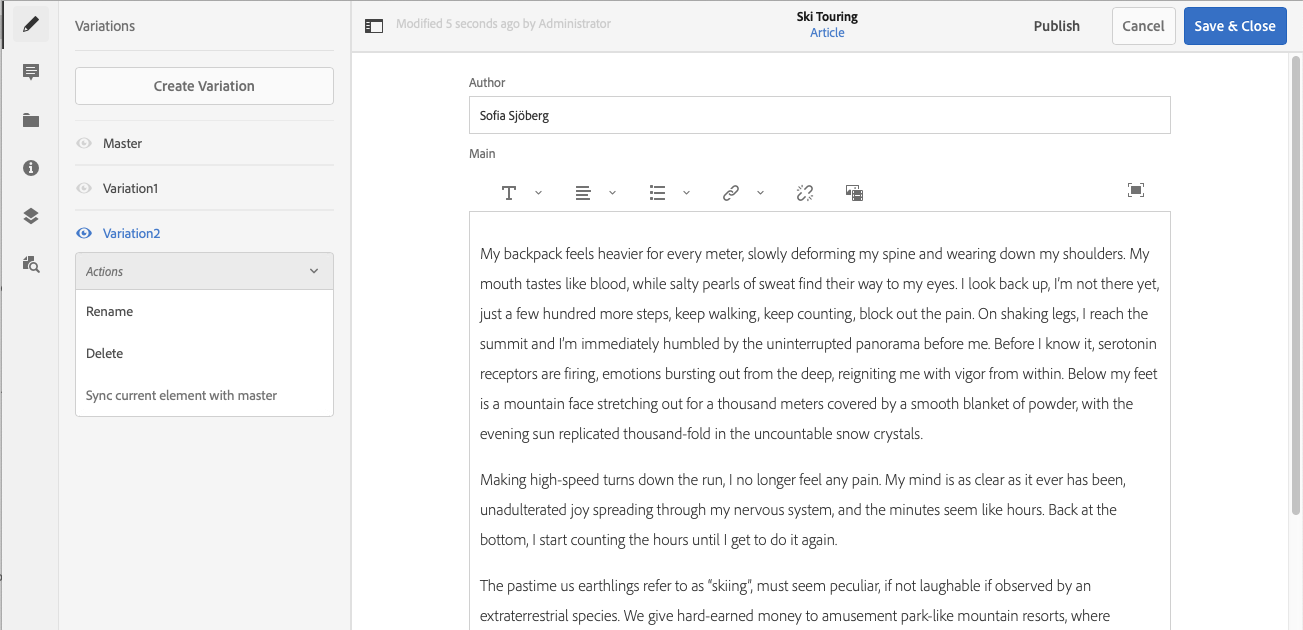 Variations
Modified 5 seconds ago by Administrator
Ski Touring
Article
Publish
Cancel
Save & Close
Create Variation
Master
Variation1
Variation2
Actions
Rename
Delete
Sync current element with master
Author
Sofia Sjöberg
Main
My backpack feels heavier for every meter, slowly deforming my spine and wearing down my shoulders. My
mouth tastes like blood, while salty pearls of sweat find their way to my eyes. I look back up, I'm not there yet,
just a few hundred more steps, keep walking, keep counting, block out the pain. On shaking legs, I reach the
summit and I'm immediately humbled by the uninterrupted panorama before me. Before I know it, serotonin
receptors are firing, emotions bursting out from the deep, reigniting me with vigor from within. Below my feet
is a mountain face stretching out for a thousand meters covered by a smooth blanket of powder, with the
evening sun replicated thousand-fold in the uncountable snow crystals.
Making high-speed turns down the run, I no longer feel any pain. My mind is as clear as it ever has been,
unadulterated joy spreading through my nervous system, and the minutes seem like hours. Back at the
bottom, I start counting the hours until I get to do it again.
The pastime us earthlings refer to as "skiing", must seem peculiar, if not laughable if observed by an
extraterrestrial species. We give hard-earned money to amusement park-like mountain resorts, where